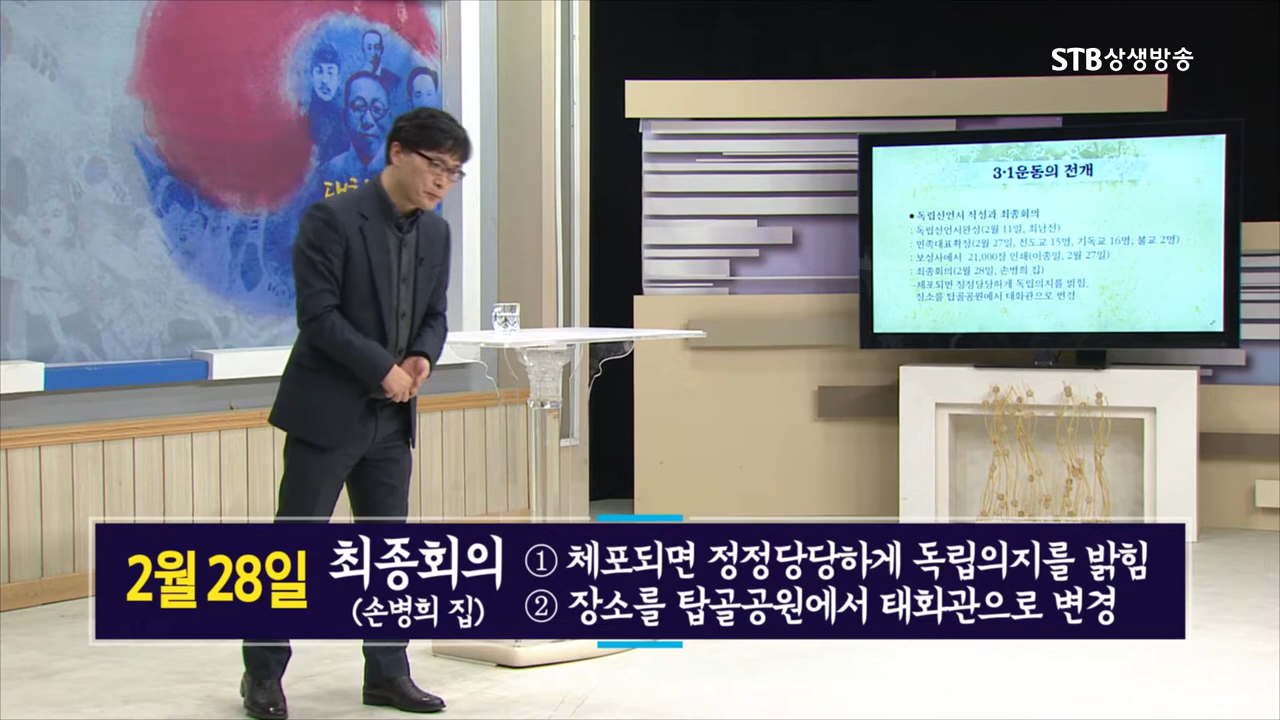 STB상생방송
3·1운동의 전개
• 독립선언서 작성과 최종회의
: 독립선언서완성(2월 11일, 최남선)
: 민족대표확정(2월 27일, 천도교 15명, 기독교 16명, 불교 2명)
: 보성사에서 21,000장 인쇄(이종일, 2월 27일)
: 최종회의(2월 28일, 손병희 집)
-체포되면 정정당당하게 독립의지를 밝힘,
장소를 탑골공원에서 태화관으로 변경
2월 28일 최종회의 (손병희 집)
① 체포되면 정정당당하게 독립의지를 밝힘
② 장소를 탑골공원에서 태화관으로 변경